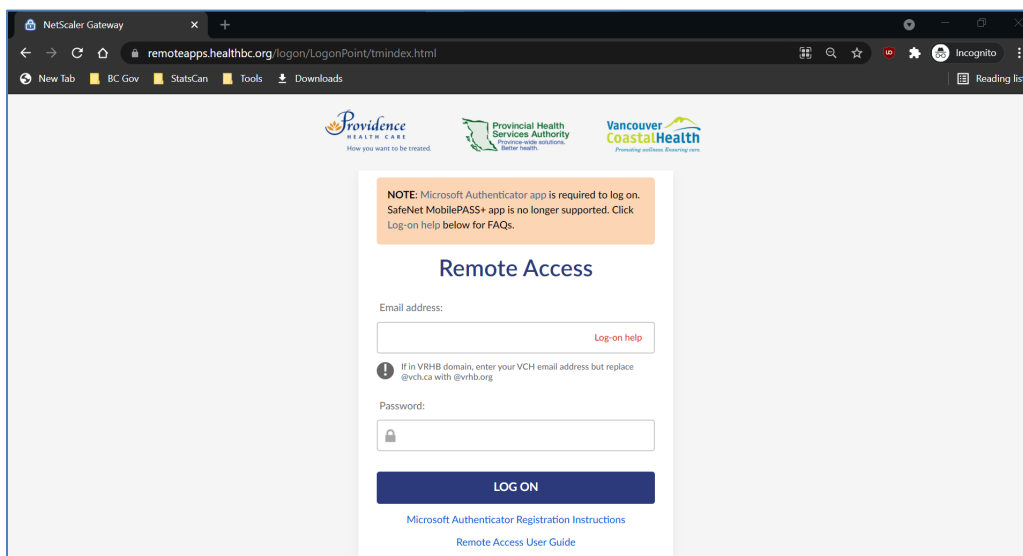 NetScaler Gateway
remoteapps.healthbc.org/logon/LogonPoint/tmindex.html
Incognito
New Tab BC Gov StatsCan Tools Downloads Reading lis
Providence
HEALTH CARE
How you want to be treated.
Provincial Health
Services Authority
Province-wide solutions.
Better health.
Vancouver
CoastalHealth
Promoting wellness. Ensuring care.
NOTE: Microsoft Authenticator app is required to log on.
SafeNet MobilePASS+ app is no longer supported. Click
Log-on help below for FAQs.
Remote Access
Email address:
Log-on help
If in VRHB domain, enter your VCH email address but replace
@vch.ca with @vrhb.org
Password:
LOG ON
Microsoft Authenticator Registration Instructions
Remote Access User Guide